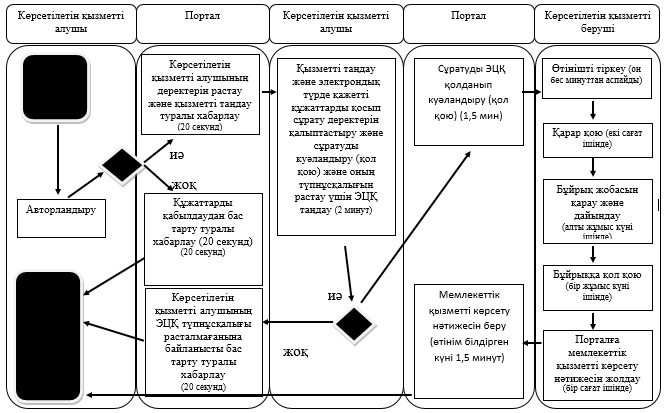 Көрсетілетін қызметті
алушы
Портал
Көрсетілетін қызметті
алушы
Портал
Көрсетілетін қызметті
беруші
Авторландыру
Көрсетілетін
қызметті алушының
деректерін растау
және қызметті таңдау
туралы хабарлау
(20 секунд)
иә
жоқ
Құжаттарды
қабылдаудан бас
тарту туралы
хабарлау (20 секунд)
(20 секунд)
Көрсетілетін
қызметті алушының
ЭЦҚ түпнұсқалығы
расталмағанына
байланысты бас
тарту туралы
хабарлау
(20 секунд)
Қызметті таңдау
және электрондық
түрде қажетті
құжаттарды қосып
сұрату деректерін
қалыптастыру және
сұратуды
куәландыру (қол
қою) және оның
түпнұсқалығын
растау үшін ЭЦҚ
таңдау (2 минут)
иә
жоқ
Сұратуды ЭЦҚ
қолданып
куәландыру (қол
қою) (1,5 мин)
Мемлекеттік
қызметті көрсету
нәтижесін беру
(өтінім білдірген
күні 1,5 минут)
Өтінішті тіркеу (он
бес минуттан аспайды)
Қарар қою (екі сағат
ішінде)
Бұйрық жобасын
қарау және
дайындау
(алты жұмыс күні
ішінде)
Бұйрыққа қол қою
(бір жұмыс күні
ішінде)
Порталға
мемлекеттік
қызметті көрсету
нәтижесін жолдау
(бір сағат ішінде)